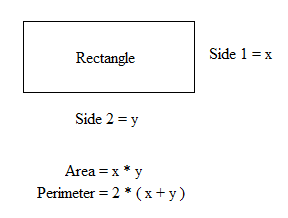 Rectangle
Side 1 = x
Side 2 = y
Area = x * y
Perimeter = 2 * ( x + y )